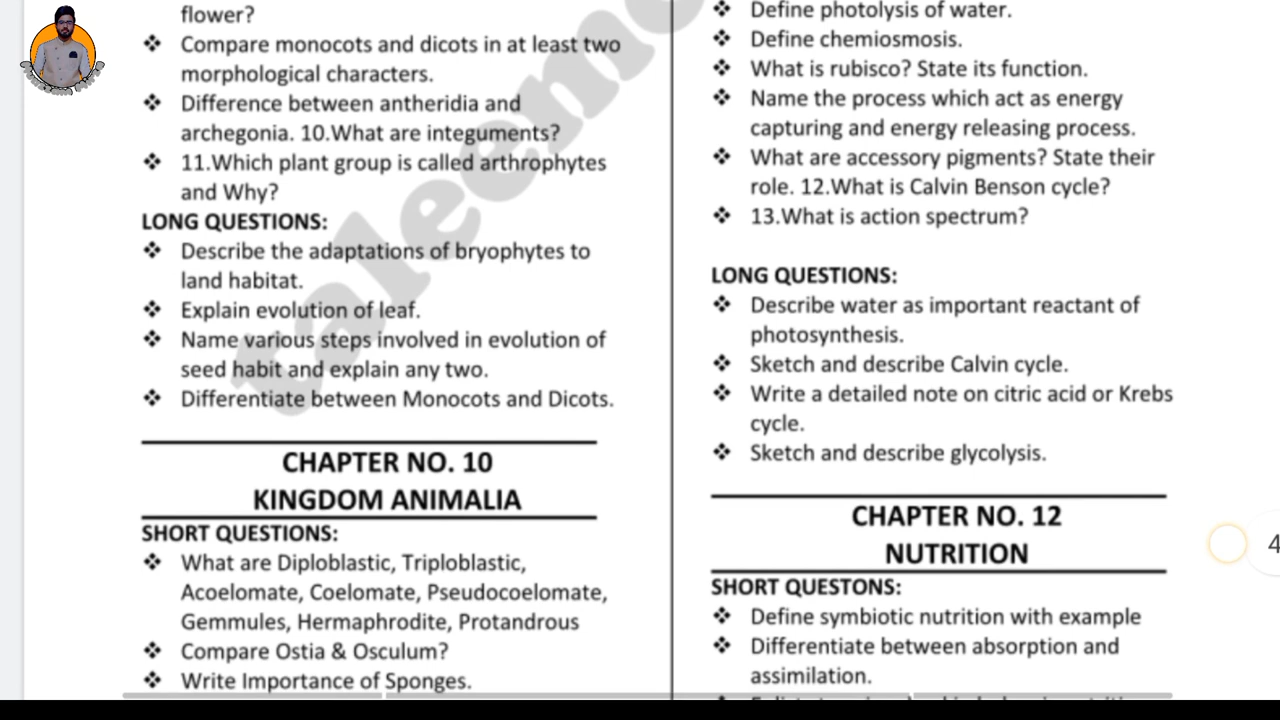 flower?
❖ Compare monocots and dicots in at least two
morphological characters.
❖ Difference between antheridia and
archegonia. 10.What are integuments?
❖ 11.Which plant group is called arthrophytes
and Why?
LONG QUESTIONS:
❖ Describe the adaptations of bryophytes to
land habitat.
❖ Explain evolution of leaf.
❖ Name various steps involved in evolution of
seed habit and explain any two.
❖ Differentiate between Monocots and Dicots.
CHAPTER NO. 10
KINGDOM ANIMALIA
SHORT QUESTIONS:
❖ What are Diploblastic, Triploblastic,
Acoelomate, Coelomate, Pseudocoelomate,
Gemmules, Hermaphrodite, Protandrous
❖ Compare Ostia & Osculum?
❖ Write Importance of Sponges.
❖ Define photolysis of water.
❖ Define chemiosmosis.
❖ What is rubisco? State its function.
❖ Name the process which act as energy
capturing and energy releasing process.
❖ What are accessory pigments? State their
role. 12.What is Calvin Benson cycle?
❖ 13.What is action spectrum?
LONG QUESTIONS:
❖ Describe water as important reactant of
photosynthesis.
❖ Sketch and describe Calvin cycle.
❖ Write a detailed note on citric acid or Krebs
cycle.
❖ Sketch and describe glycolysis.
CHAPTER NO. 12
NUTRITION
SHORT QUESTONS:
❖ Define symbiotic nutrition with example
❖ Differentiate between absorption and
assimilation.
taleemo
4